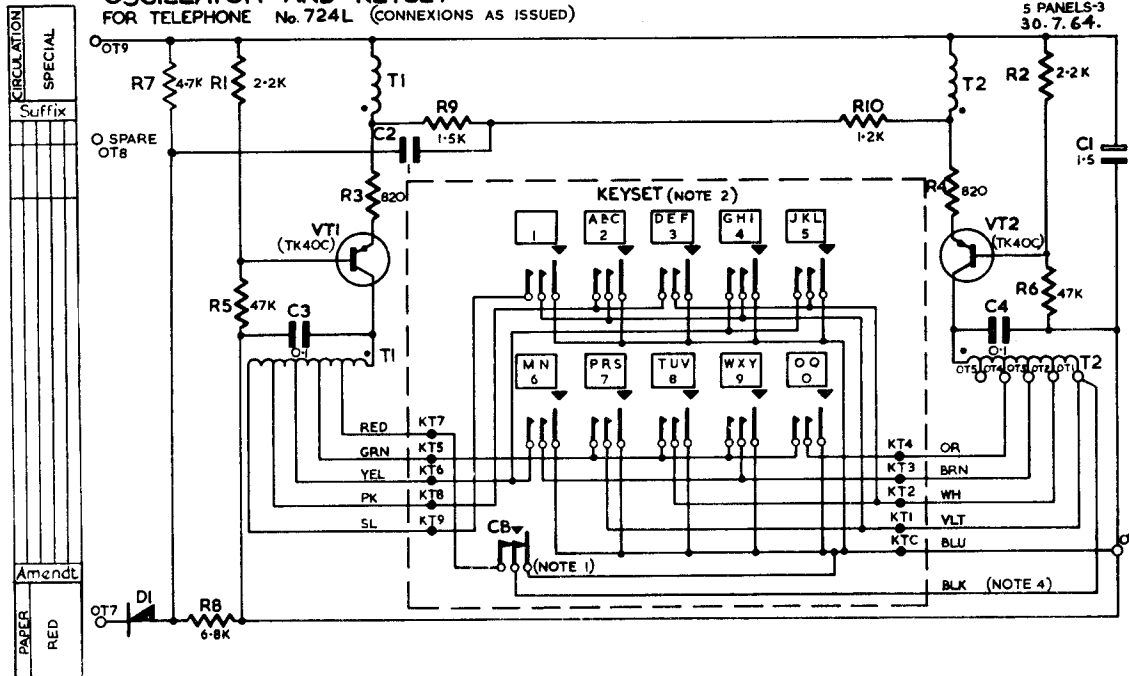 FOR TELEPHONE No. 724L (CONNEXIONS AS ISSUED)
5 PANELS-3
30.7.64.
CIRCULATION
SPECIAL
Suffix
Amendt
PAPER
RED
OT9
R7
4·7K
R1
2·2K
T1
R9
1·5K
C2
1
R10
1·2K
T2
R2
2·2K
C1
1·5
SPARE
OT8
R3
820
KEYSET (NOTE 2)
R4
820
VT1
(TK40C)
VT2
(TK40C)
1
ABC
2
DEF
3
GHI
4
JKL
5
R5
47K
C3
0·1
T1
R6
47K
C4
0·1
T2
OT5
OT4
OT3
OT2
OT1
MN
6
PRS
7
TUV
8
WXY
9
OQ
0
RED
KT7
GRN
KT5
YEL
KT6
PK
KT8
SL
KT9
KT4
OR
KT3
BRN
KT2
WH
KT1
VLT
KTC
BLU
CB
(NOTE 1)
BLK (NOTE 4)
OT7
D1
R8
6·8K